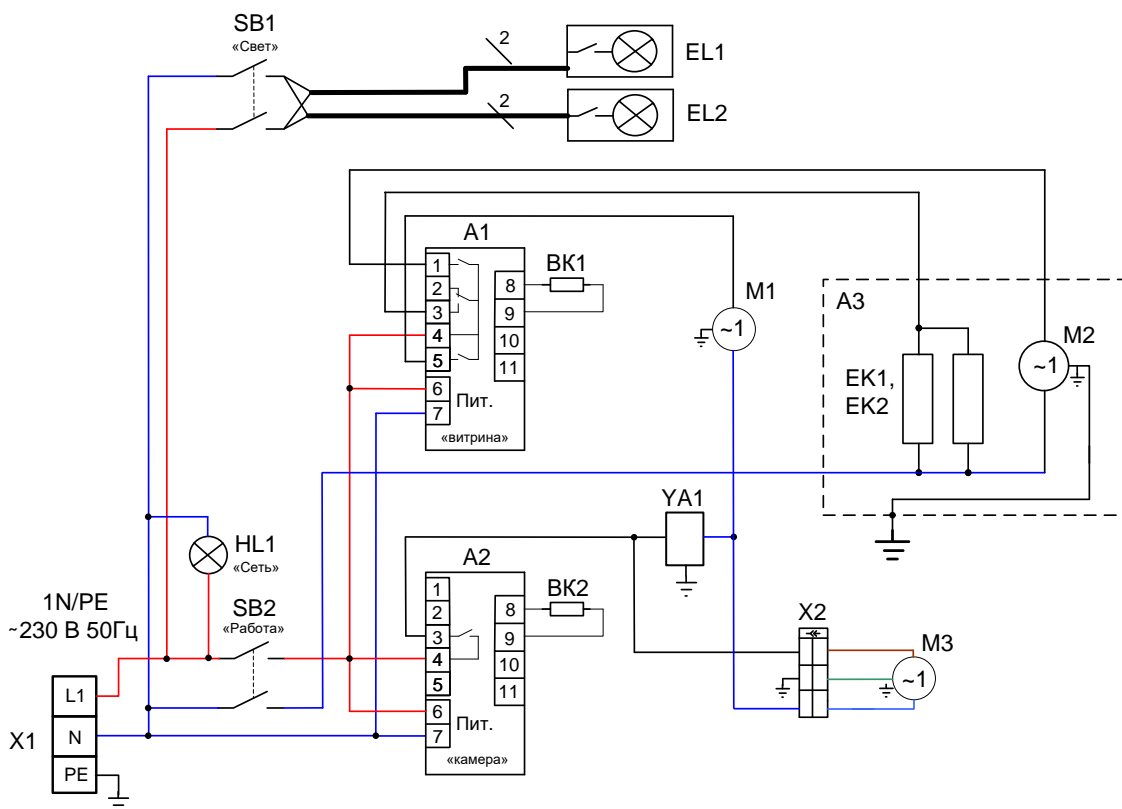 SB1
«Свет»
2
EL1
2
EL2
A1
1
2
3
4
5
6
7
8
9
10
11
Пит.
«витрина»
ВК1
M1
~1
A3
EK1,
EK2
M2
~1
YA1
HL1
«Сеть»
1N/PE
~230 В 50Гц
SB2
«Работа»
A2
1
2
3
4
5
6
7
8
9
10
11
Пит.
«камера»
ВК2
X2
M3
~1
X1
L1
N
PE